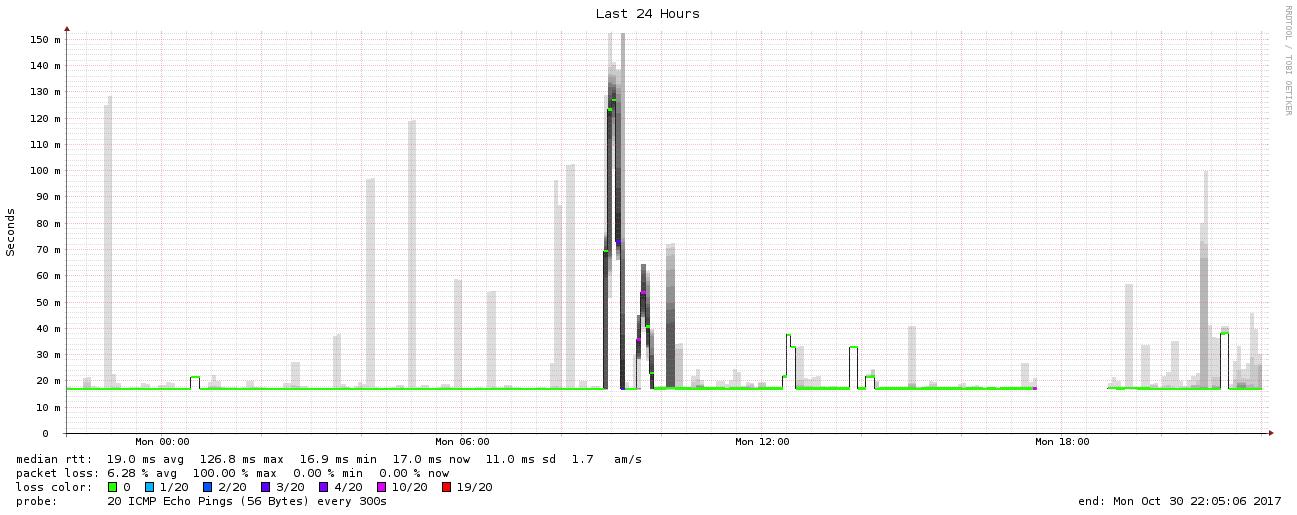 Last 24 Hours
RRDTOOL / TOBI OETIKER
Seconds
150 m
140 m
130 m
120 m
110 m
100 m
90 m
80 m
70 m
60 m
50 m
40 m
30 m
20 m
10 m
0
Mon 00:00 Mon 06:00 Mon 12:00 Mon 18:00
median rtt: 19.0 ms avg 126.8 ms max 16.9 ms min 17.0 ms now 11.0 ms sd 1.7 am/s
packet loss: 6.28 % avg 100.00 % max 0.00 % min 0.00 % now
loss color: 0 1/20 2/20 3/20 4/20 10/20 19/20
probe: 20 ICMP Echo Pings (56 Bytes) every 300s end: Mon Oct 30 22:05:06 2017